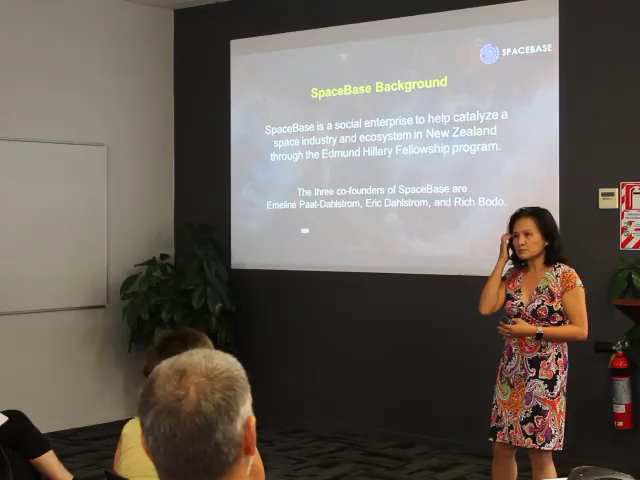 SPACEBASE
SpaceBase Background
SpaceBase is a social enterprise to help catalyze a
space industry and ecosystem in New Zealand
through the Edmund Hillary Fellowship program.
The three co-founders of SpaceBase are
Emeline Paat-Dahlstrom, Eric Dahlstrom, and Rich Bodo.